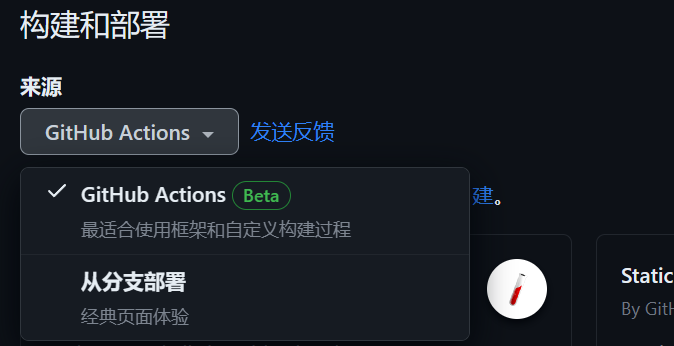 构建和部署
来源
GitHub Actions 发送反馈
GitHub Actions Beta
建。
最适合使用框架和自定义构建过程
从分支部署
经典页面体验
Static
By GitH